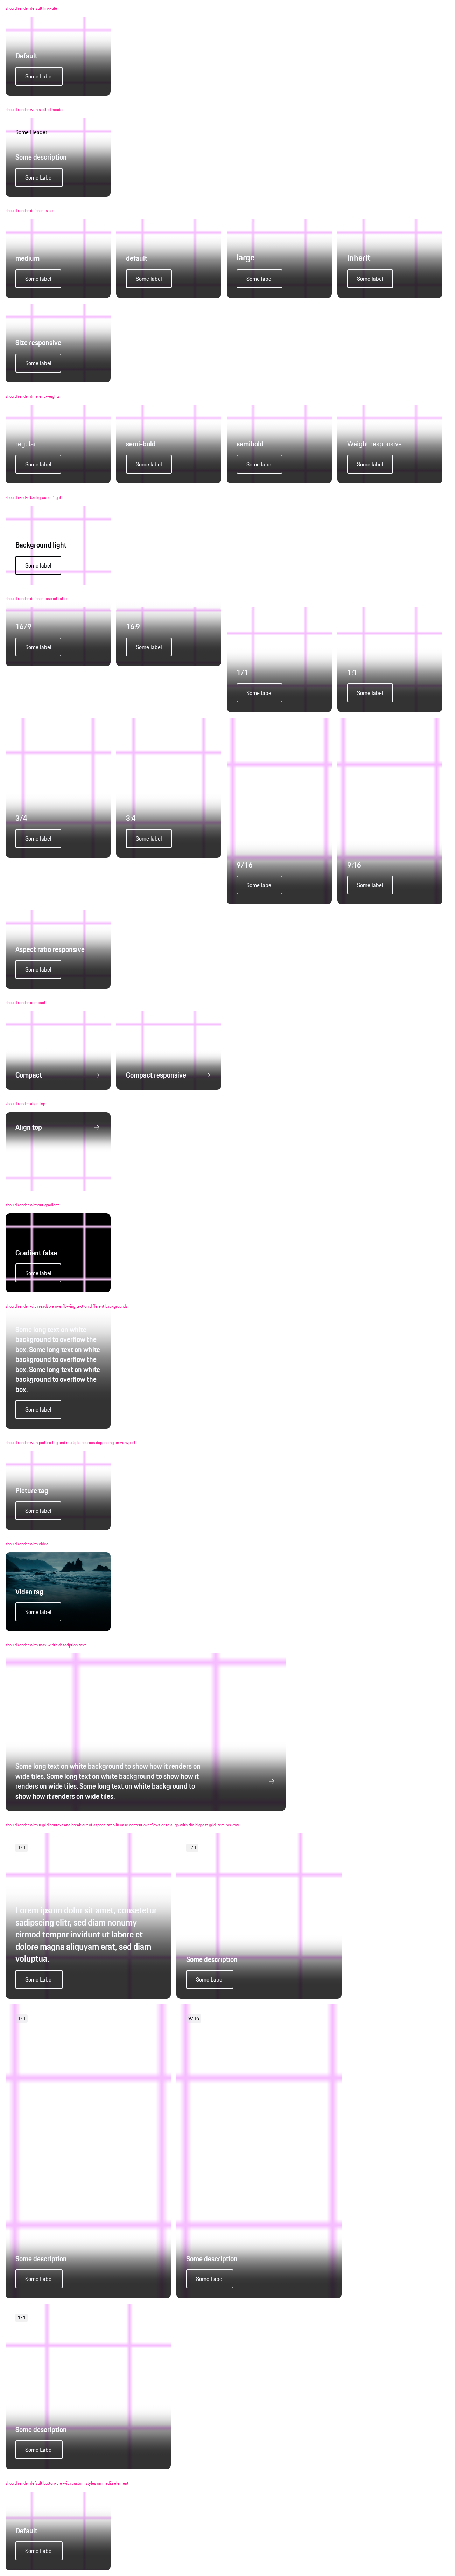 should render default link-tile
Default
Some Label
should render with slotted header
Some Header
Some description
Some Label
should render different sizes
medium
default
large
inherit
Some label
Some label
Some label
Some label
Size responsive
Some label
should render different weights
regular
semi-bold
semibold
Weight responsive
Some label
Some label
Some label
Some label
should render background="light"
Background light
Some label
should render different aspect ratios
16/9
16:9
Some label
Some label
1/1
1:1
Some label
Some label
3/4
3:4
Some label
Some label
9/16
9:16
Some label
Some label
Aspect ratio responsive
Some label
should render compact
Compact
Compact responsive
should render align top
Align top
should render without gradient
Gradient false
Some label
should render with readable overflowing text on different backgrounds
Some long text on white
background to overflow the
box. Some long text on white
background to overflow the
box. Some long text on white
background to overflow the
box.
Some label
should render with picture tag and multiple sources depending on viewport
Picture tag
Some label
should render with video
Video tag
Some label
should render with max-width description text
Some long text on white background to show how it renders on
wide tiles. Some long text on white background to show how it
renders on wide tiles. Some long text on white background to
show how it renders on wide tiles.
should render within grid context and break out of aspect ratio in case content overflows or to align with the highest grid item per row
1/1
1/1
Lorem ipsum dolor sit amet, consetetur
sadipscing elitr, sed diam nonumy
eirmod tempor invidunt ut labore et
dolore magna aliquyam erat, sed diam
voluptua.
Some Label
Some description
Some Label
1/1
9/16
Some description
Some description
Some Label
Some Label
1/1
Some description
Some Label
should render default button-tile with custom styles on media element
Default
Some Label